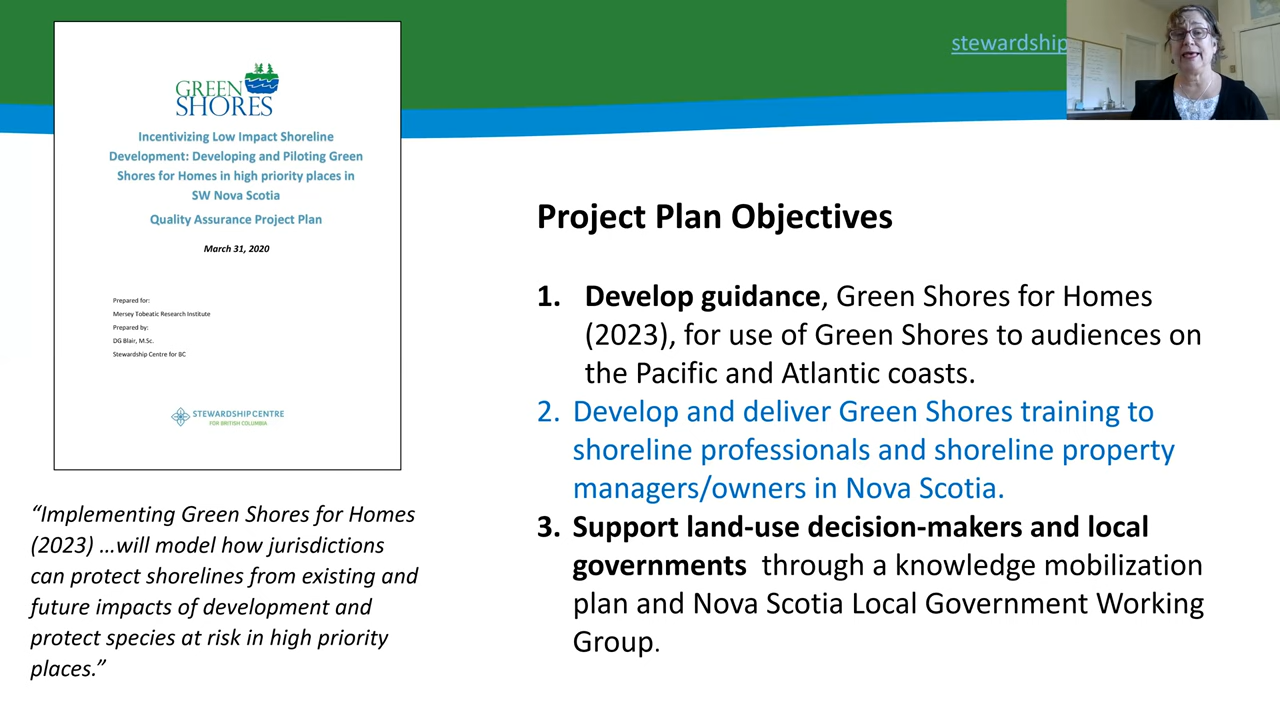 stewardship
GREEN
SHORES
Incentivizing Low Impact Shoreline
Development: Developing and Piloting Green
Shores for Homes in high priority places in
SW Nova Scotia
Quality Assurance Project Plan
March 31, 2020
Prepared for:
Mersey Tobeatic Research Institute
Prepared by:
DG Blair, M.Sc.
Stewardship Centre for BC
STEWARDSHIP CENTRE
FOR BRITISH COLUMBIA
“Implementing Green Shores for Homes
(2023) …will model how jurisdictions
can protect shorelines from existing and
future impacts of development and
protect species at risk in high priority
places.”
Project Plan Objectives
1. Develop guidance, Green Shores for Homes
(2023), for use of Green Shores to audiences on
the Pacific and Atlantic coasts.
2. Develop and deliver Green Shores training to
shoreline professionals and shoreline property
managers/owners in Nova Scotia.
3. Support land-use decision-makers and local
governments through a knowledge mobilization
plan and Nova Scotia Local Government Working
Group.